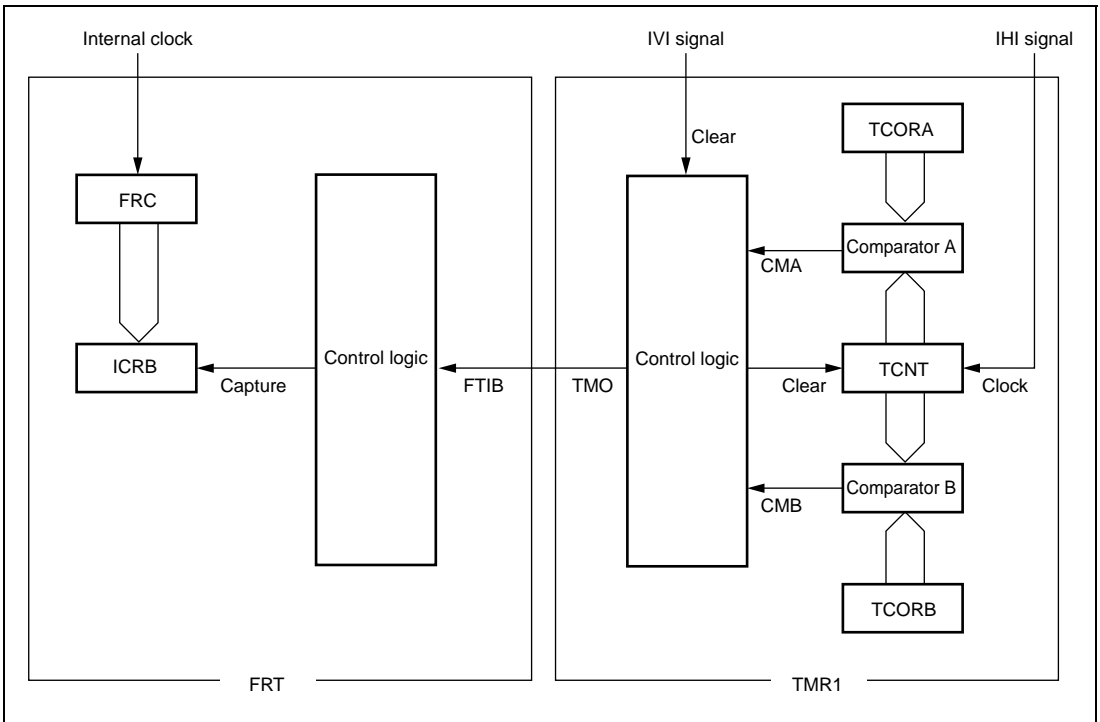 Internal clock
IVI signal
IHI signal
TCORA
Clear
FRC
Comparator A
CMA
ICRB
Control logic
Control logic
TCNT
Capture
FTIB
TMO
Clear
Clock
Comparator B
CMB
TCORB
FRT
TMR1